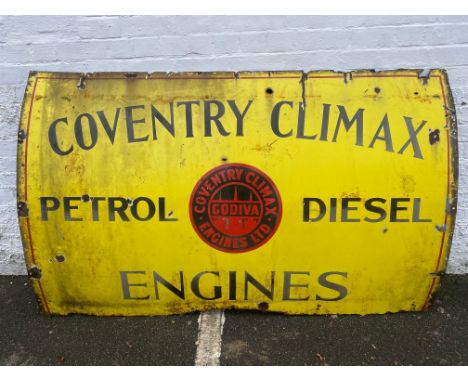 COVENTRY CLIMAX
PETROL
COVENTRY CLIMAX
GODIVA
ENGINES LTD.
DIESEL
ENGINES